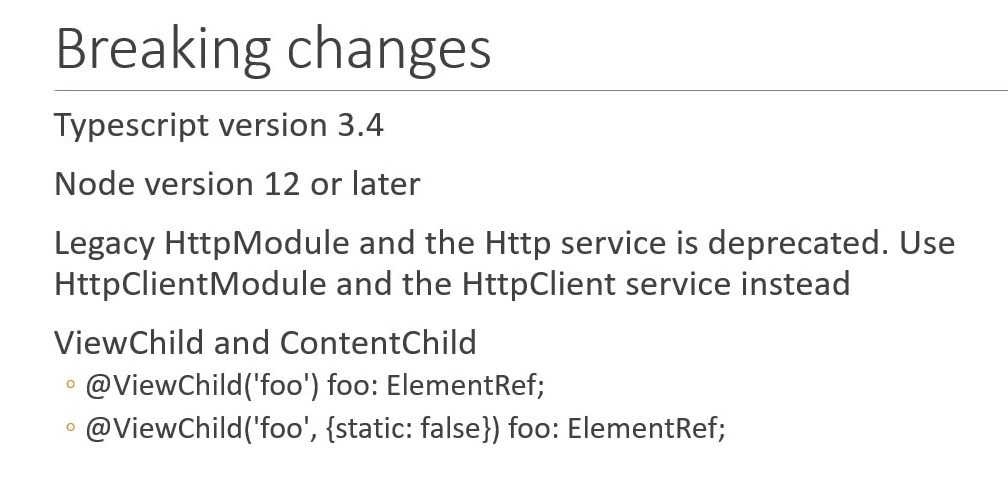 Breaking changes
Typescript version 3.4
Node version 12 or later
Legacy HttpModule and the Http service is deprecated. Use
HttpClientModule and the HttpClient service instead
ViewChild and ContentChild
◦ @ViewChild('foo') foo: ElementRef;
◦ @ViewChild('foo', {static: false}) foo: ElementRef;